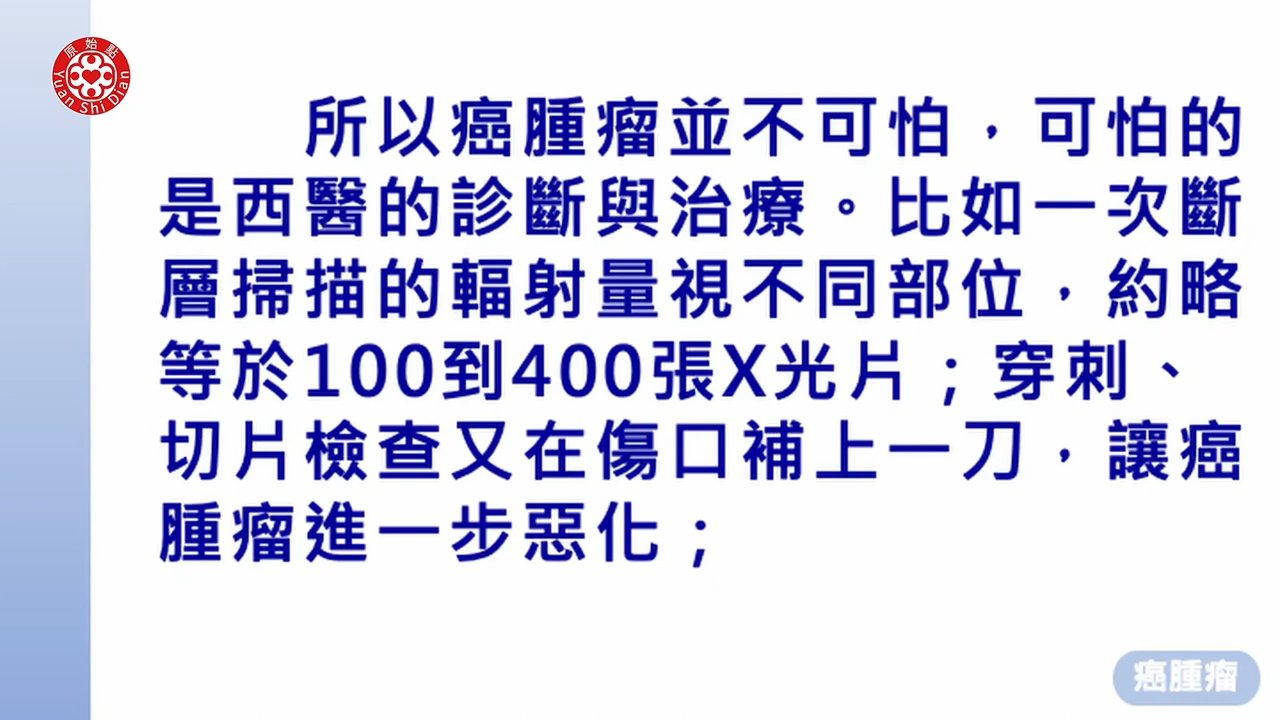 原始點
Yuan Shi Dian
所以癌腫瘤並不可怕，可怕的
是西醫的診斷與治療。比如一次斷
層掃描的輻射量視不同部位，約略
等於100到400張X光片；穿刺、
切片檢查又在傷口補上一刀，讓癌
腫瘤進一步惡化；
癌腫瘤